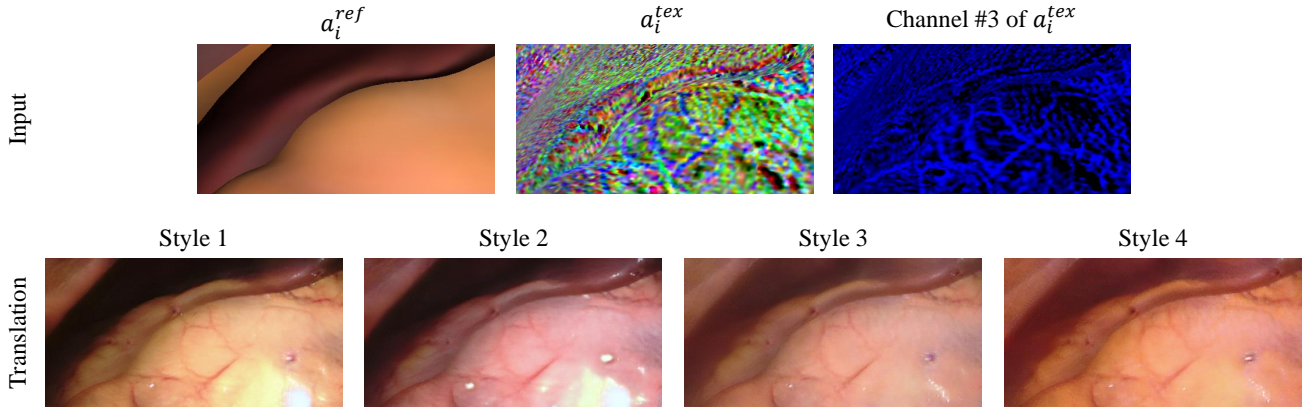 a_i^{ref}
a_i^{tex}
Channel #3 of a_i^{tex}
Input
Style 1
Style 2
Style 3
Style 4
Translation